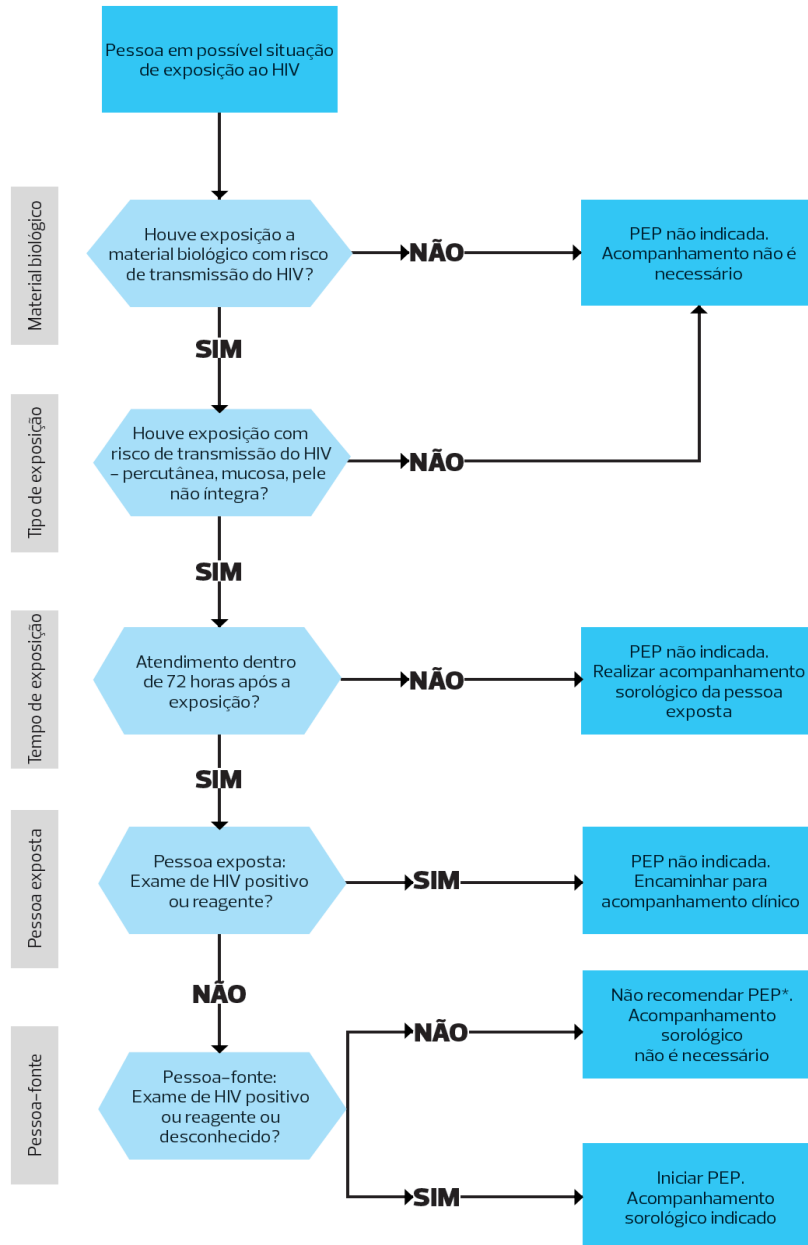 Pessoa em possível situação
de exposição ao HIV
Material biológico
Houve exposição a
material biológico com risco
de transmissão do HIV?
NÃO
PEP não indicada.
Acompanhamento não é
necessário
SIM
Tipo de exposição
Houve exposição com
risco de transmissão do HIV
– percutânea, mucosa, pele
não íntegra?
NÃO
SIM
Tempo de exposição
Atendimento dentro
de 72 horas após a
exposição?
NÃO
PEP não indicada.
Realizar acompanhamento
sorológico da pessoa
exposta
SIM
Pessoa exposta
Pessoa exposta:
Exame de HIV positivo
ou reagente?
SIM
PEP não indicada.
Encaminhar para
acompanhamento clínico
NÃO
Pessoa-fonte
Pessoa-fonte:
Exame de HIV positivo
ou reagente ou
desconhecido?
NÃO
Não recomendar PEP*.
Acompanhamento
sorológico
não é necessário
SIM
Iniciar PEP.
Acompanhamento
sorológico indicado